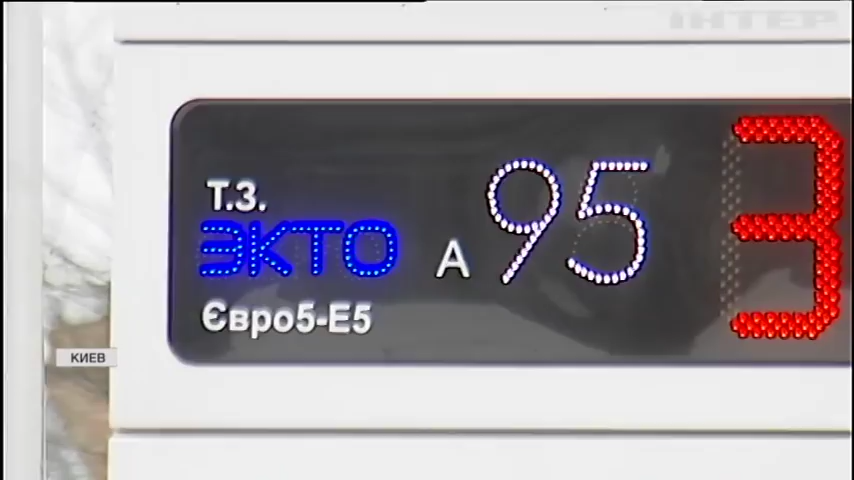 ІНТЕР
Т.З.
ЭКТО
А 95 3
Євро5-Е5
КИЕВ